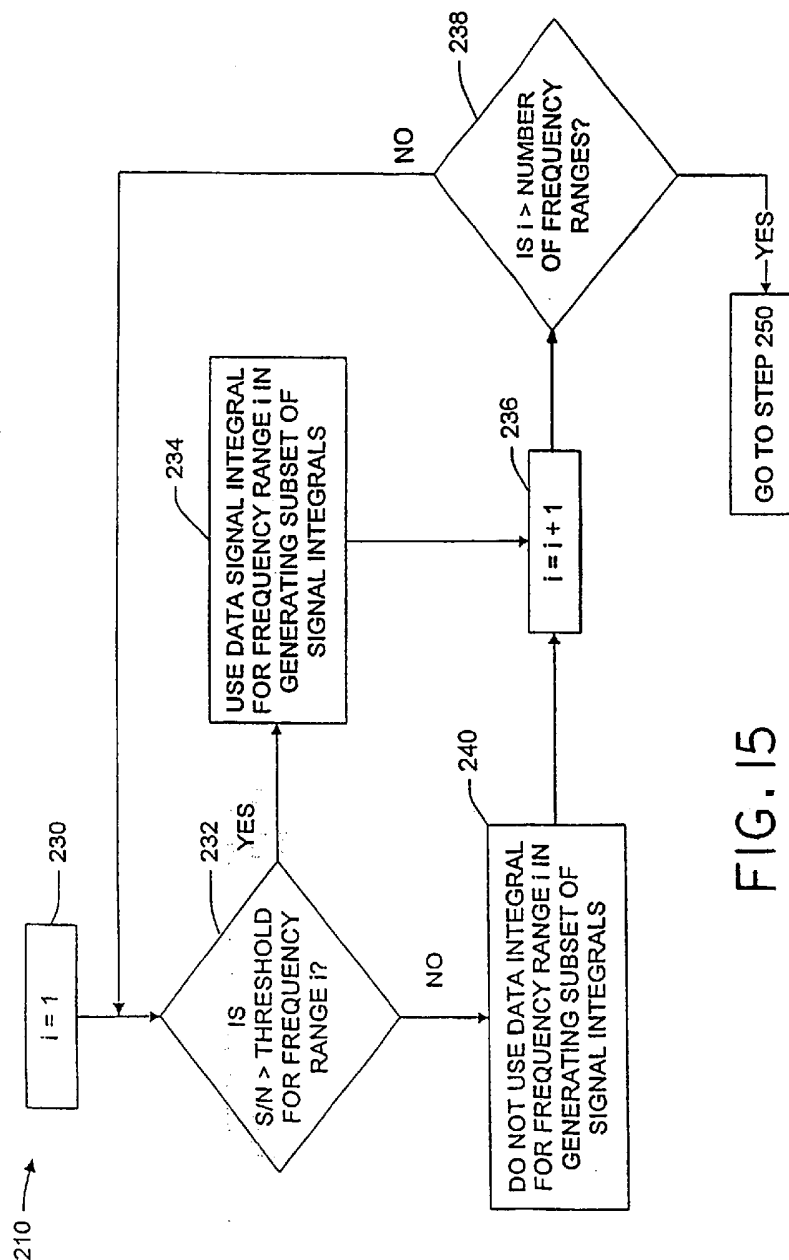 210
i = 1
230
IS
S/N > THRESHOLD
FOR FREQUENCY
RANGE i?
232
YES
NO
USE DATA SIGNAL INTEGRAL
FOR FREQUENCY RANGE i IN
GENERATING SUBSET OF
SIGNAL INTEGRALS
234
DO NOT USE DATA INTEGRAL
FOR FREQUENCY RANGE i IN
GENERATING SUBSET OF
SIGNAL INTEGRALS
240
i = i + 1
236
IS i > NUMBER
OF FREQUENCY
RANGES?
238
NO
YES
GO TO STEP 250
FIG. 15